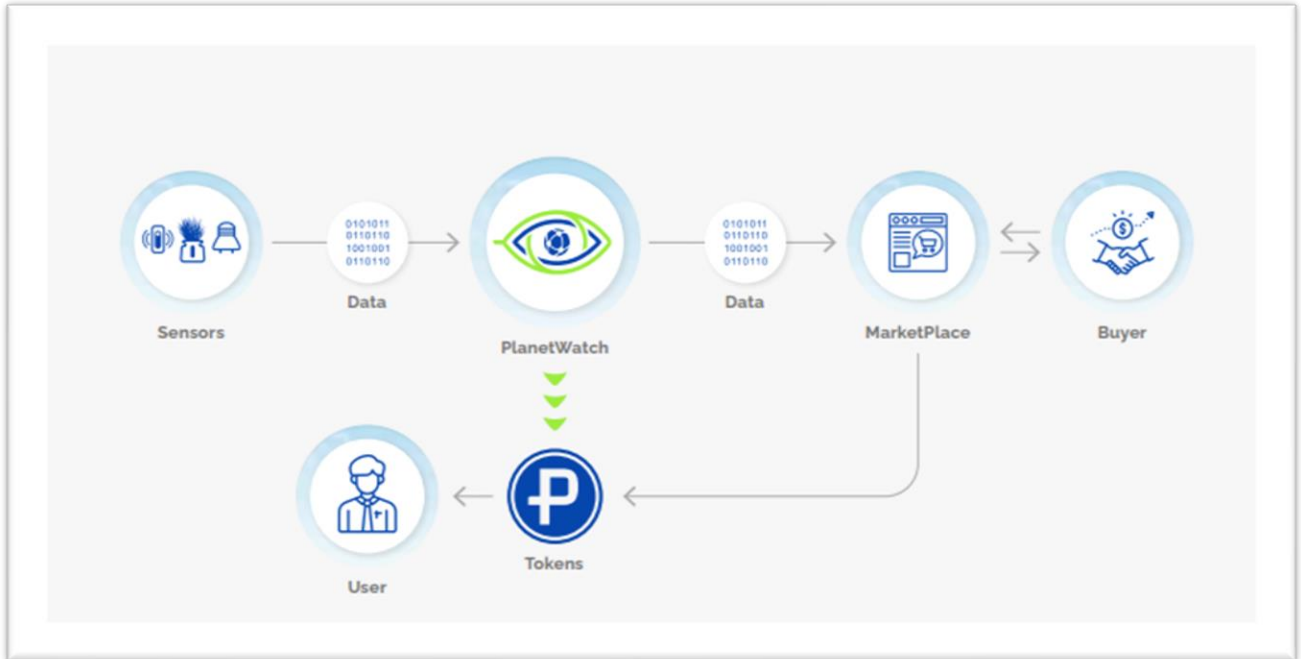 0101011
0110110
1001001
0110110
Data
Sensors
PlanetWatch
0101011
0110110
1001001
0110110
Data
MarketPlace
$
Buyer
P
Tokens
User